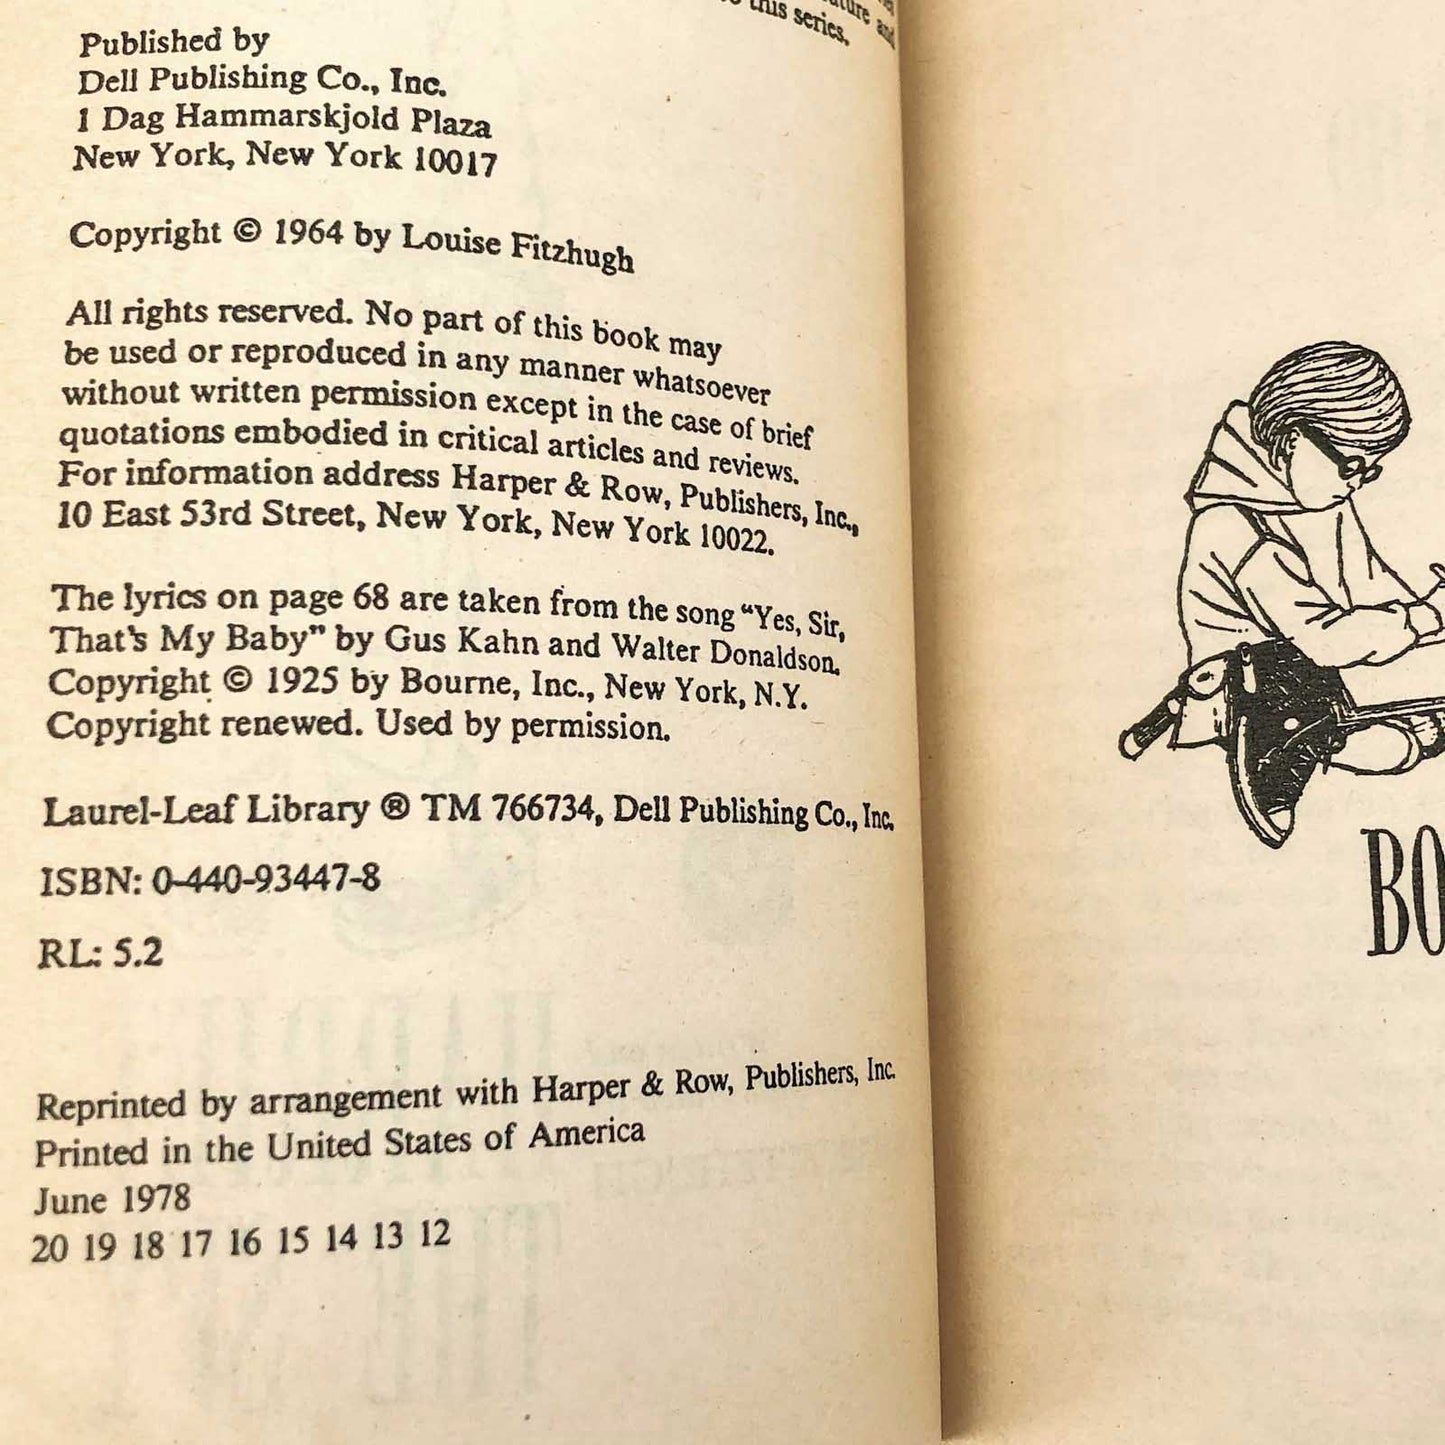 and
this series.
Published by
Dell Publishing Co., Inc.
1 Dag Hammarskjold Plaza
New York, New York 10017
Copyright © 1964 by Louise Fitzhugh
All rights reserved. No part of this book may
be used or reproduced in any manner whatsoever
without written permission except in the case of brief
quotations embodied in critical articles and reviews.
For information address Harper & Row, Publishers, Inc.,
10 East 53rd Street, New York, New York 10022.
The lyrics on page 68 are taken from the song "Yes, Sir,
That's My Baby" by Gus Kahn and Walter Donaldson.
Copyright © 1925 by Bourne, Inc., New York, N.Y.
Copyright renewed. Used by permission.
Laurel-Leaf Library ® TM 766734, Dell Publishing Co., Inc.
ISBN: 0-440-93447-8
RL: 5.2
Reprinted by arrangement with Harper & Row, Publishers, Inc.
Printed in the United States of America
June 1978
20 19 18 17 16 15 14 13 12
BO